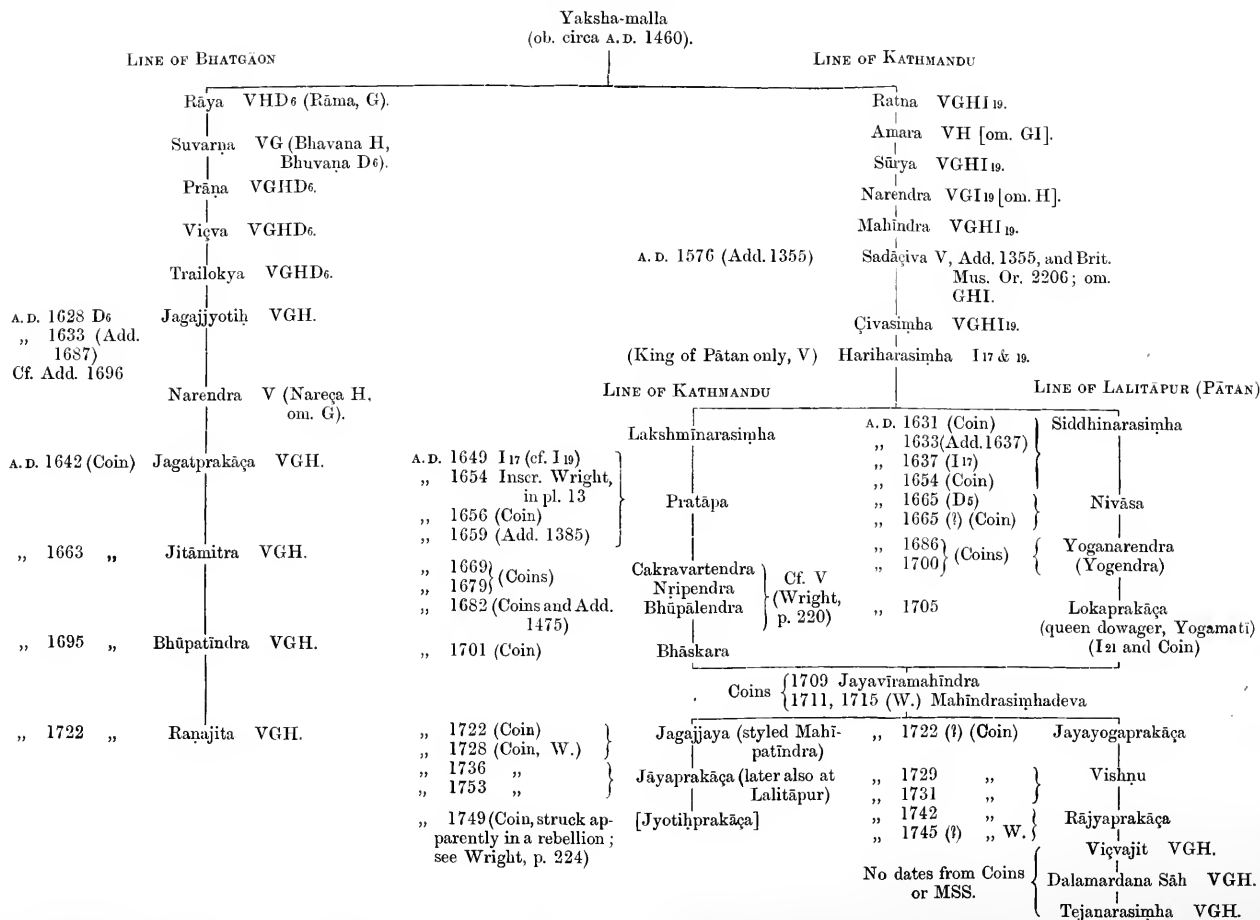 Yaksha-malla
(ob. circa A.D. 1460).
LINE OF BHATGĀON
Rāya VHD6 (Rāma, G).
Suvarṇa VG (Bhavana H,
Bhuvaṇa D6).
Prāṇa VGHD6.
Viçva VGHD6.
Trailokya VGHD6.
A.D. 1628 D6 Jagajjyotiḥ VGH.
„ 1633 (Add.
1687)
Cf. Add. 1696
Narendra V (Nareça H,
om. G).
A.D. 1642 (Coin) Jagatprakāça VGH.
„ 1663 „ Jitāmitra VGH.
„ 1695 „ Bhūpatīndra VGH.
„ 1722 „ Raṇajita VGH.
LINE OF KATHMANDU
Ratna VGHI19.
Amara VH [om. GI].
Sūrya VGHI19.
Narendra VGI19 [om. H].
Mahīndra VGHI19.
A.D. 1576 (Add. 1355) Sadāçiva V, Add. 1355, and Brit.
Mus. Or. 2206; om.
GHI.
Çivasiṃha VGHI19.
(King of Pātan only, V) Hariharasiṃha I17 & 19.
LINE OF KATHMANDU
Lakshmīnarasiṃha
A.D. 1649 I17 (cf. I19)
„ 1654 Inscr. Wright,
in pl. 13
Pratāpa
„ 1656 (Coin)
„ 1659 (Add. 1385)
„ 1669
„ 1679 (Coins)
„ 1682 (Coins and Add.
1475)
Cakravartendra
Nṛipendra
Bhūpālendra
Cf. V
(Wright,
p. 220)
„ 1701 (Coin) Bhāskara
LINE OF LALITĀPUR (PĀTAN)
A.D. 1631 (Coin) Siddhinarasiṃha
„ 1633(Add.1637)
„ 1637 (I17)
„ 1654 (Coin)
„ 1665 (D5) Nivāsa
„ 1665 (?) (Coin)
„ 1686
„ 1700 (Coins)
Yoganarendra
(Yogendra)
„ 1705 Lokaprakāça
(queen dowager, Yogamatī)
(I21 and Coin)
Coins 1709 Jayavīramahīndra
1711, 1715 (W.) Mahīndrasiṃhadeva
„ 1722 (Coin) Jagajjaya (styled Mahī-
„ 1728 (Coin, W.) patīndra)
„ 1736 „ Jāyaprakāça (later also at
„ 1753 „ Lalitāpur)
„ 1749 (Coin, struck ap- [Jyotiḥprakāça]
parently in a rebellion;
see Wright, p. 224)
„ 1722 (?) (Coin) Jayayogaprakāça
„ 1729 „ Vishṇu
„ 1731 „
„ 1742 „ Rājyaprakāça
„ 1745 (?) „ W.
No dates from Coins
or MSS.
Viçvajit VGH.
Dalamardana Sāh VGH.
Tejanarasiṃha VGH.